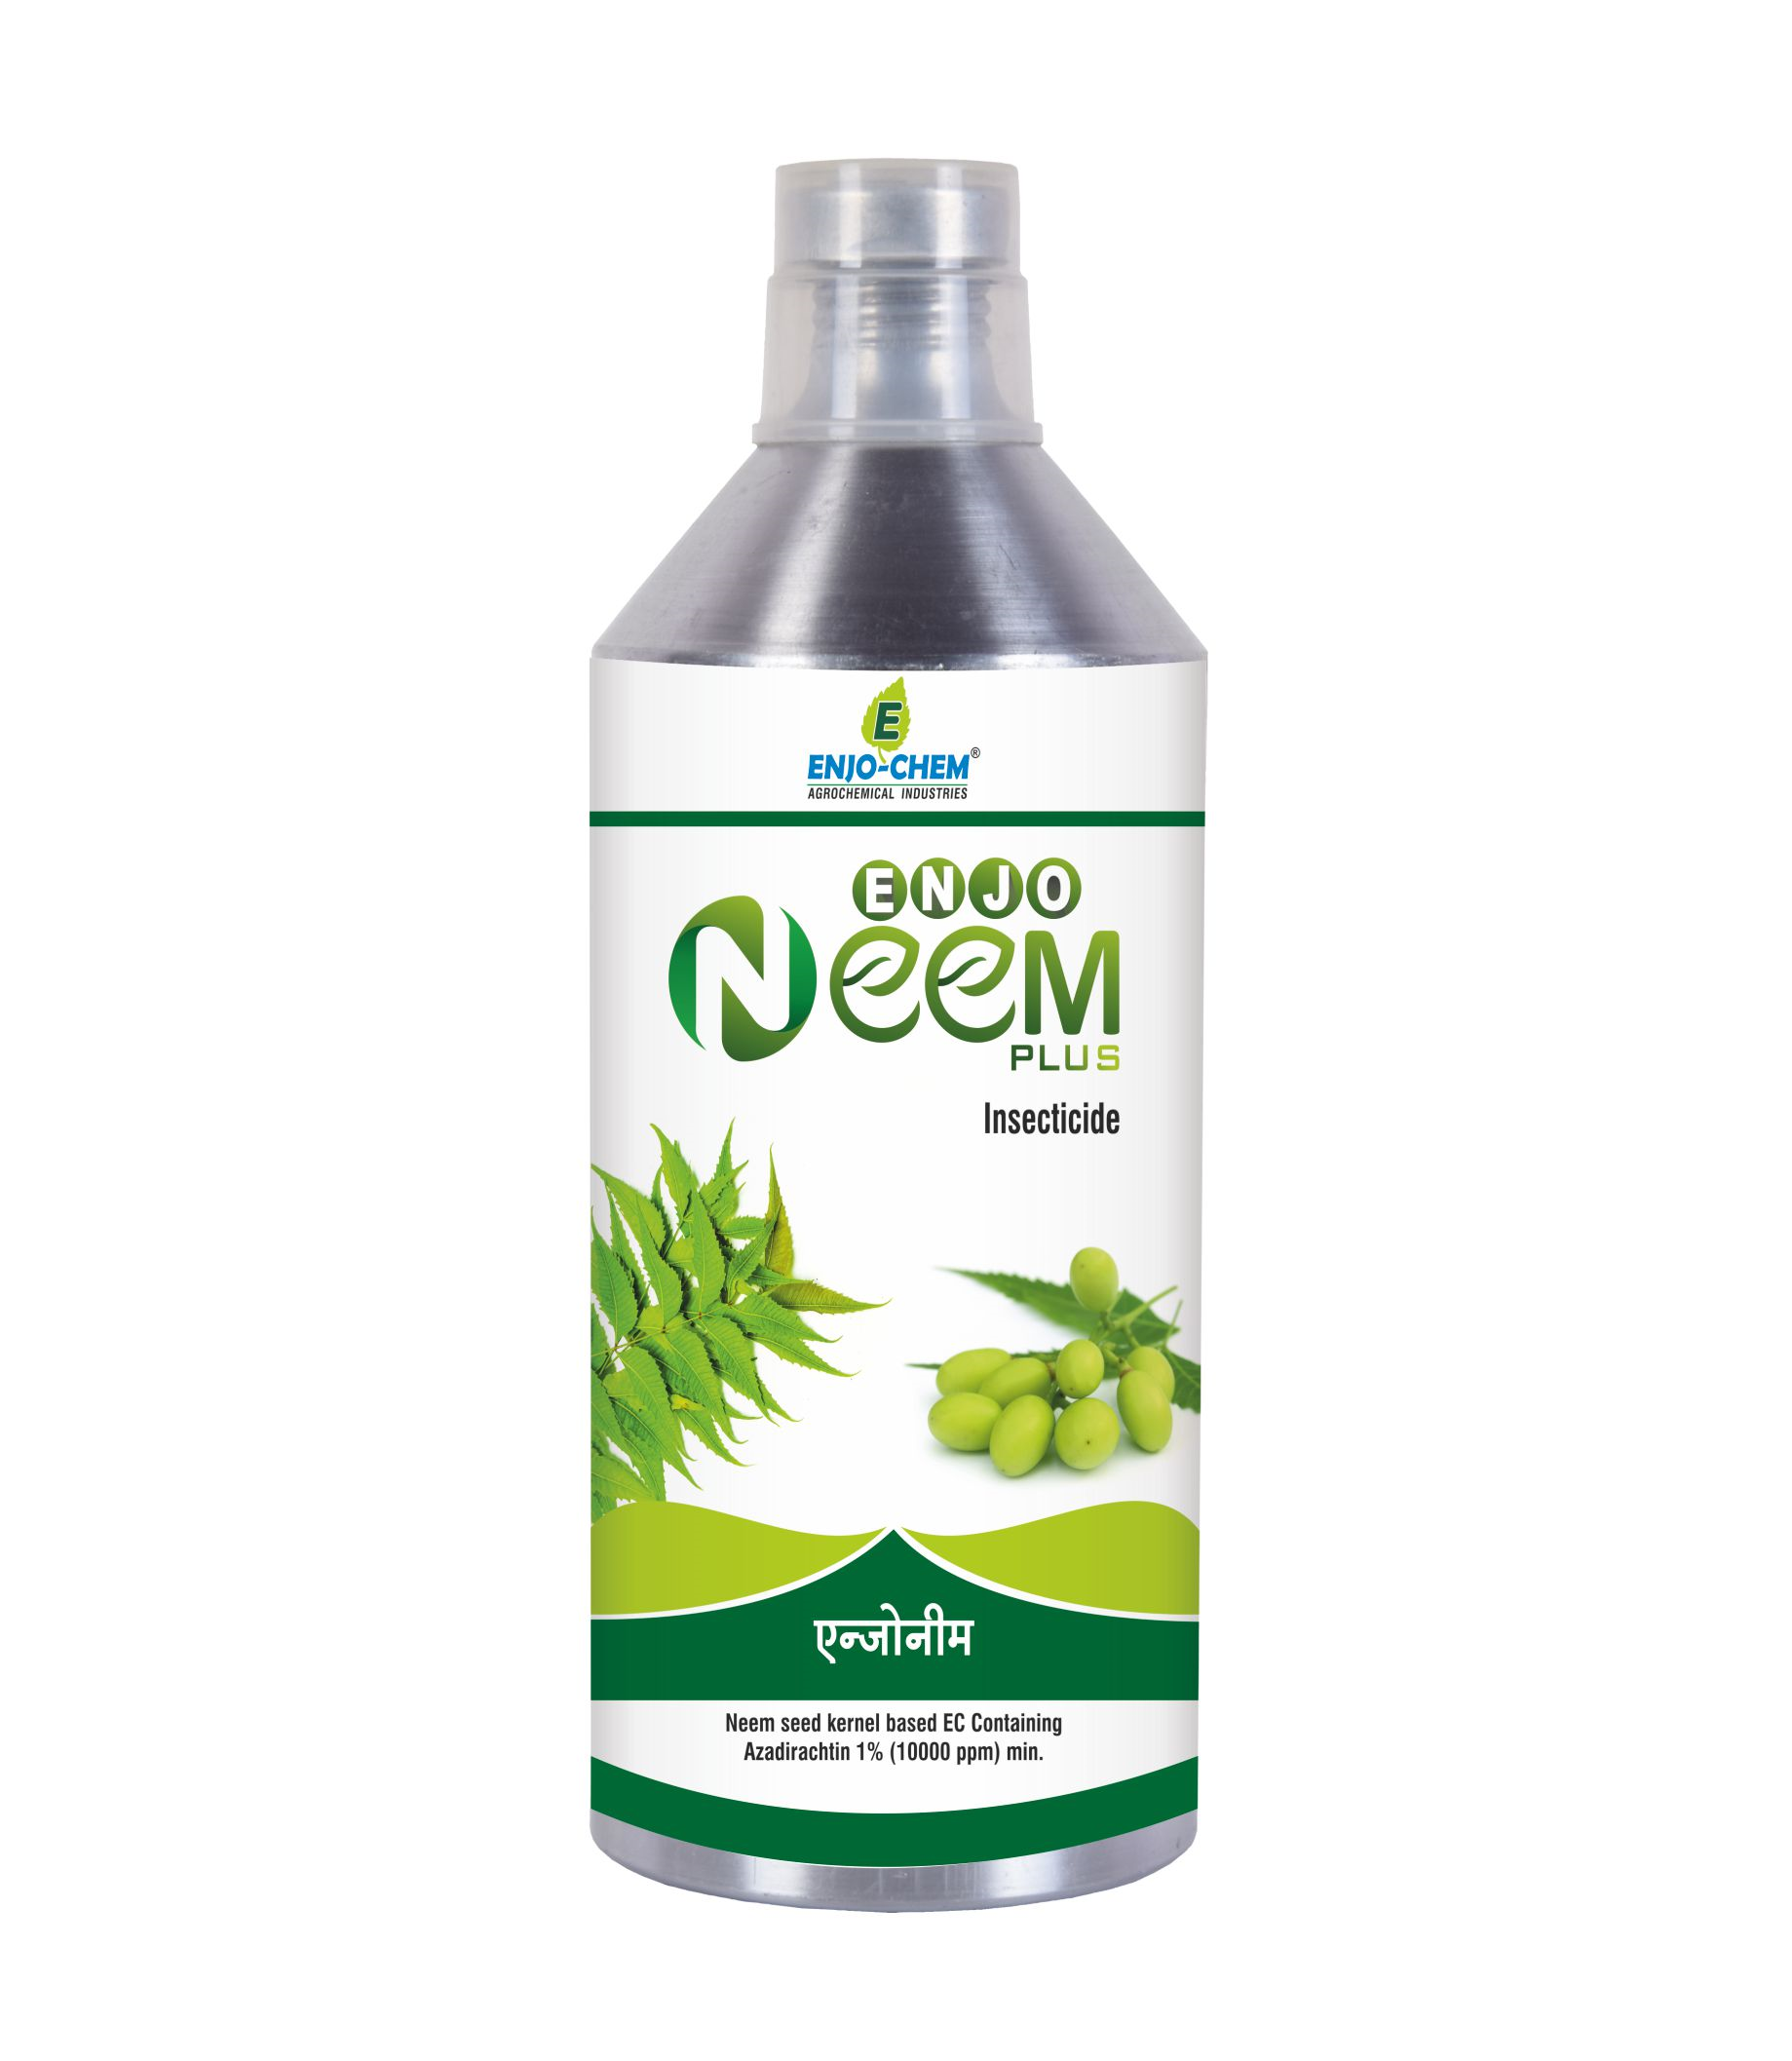 E
ENJO-CHEM®
AGROCHEMICAL INDUSTRIES
ENJO
NeeM
PLUS
Insecticide
एन्जोनीम
Neem seed kernel based EC Containing
Azadirachtin 1% (10000 ppm) min.